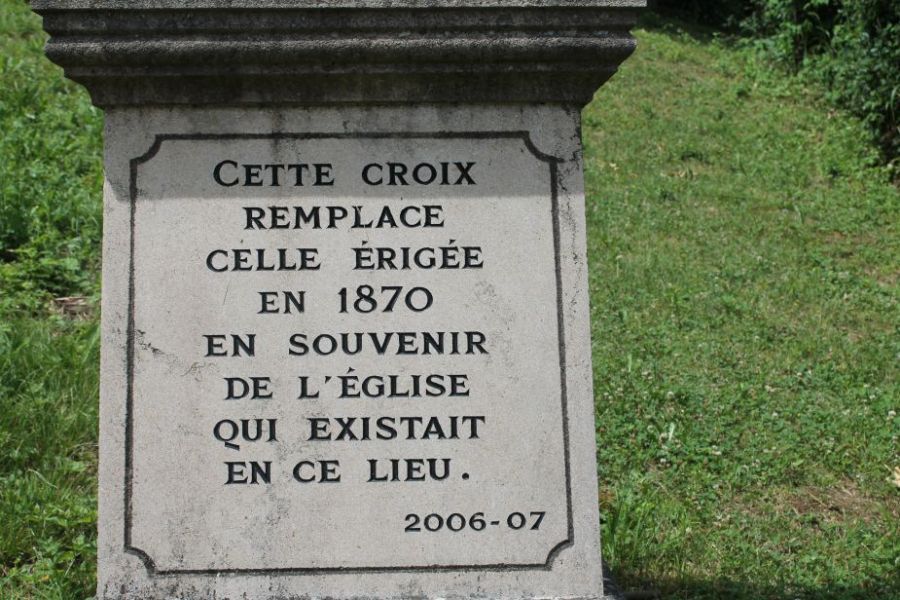 CETTE CROIX
REMPLACE
CELLE ÉRIGÉE
EN 1870
EN SOUVENIR
DE L'ÉGLISE
QUI EXISTAIT
EN CE LIEU.
2006-07